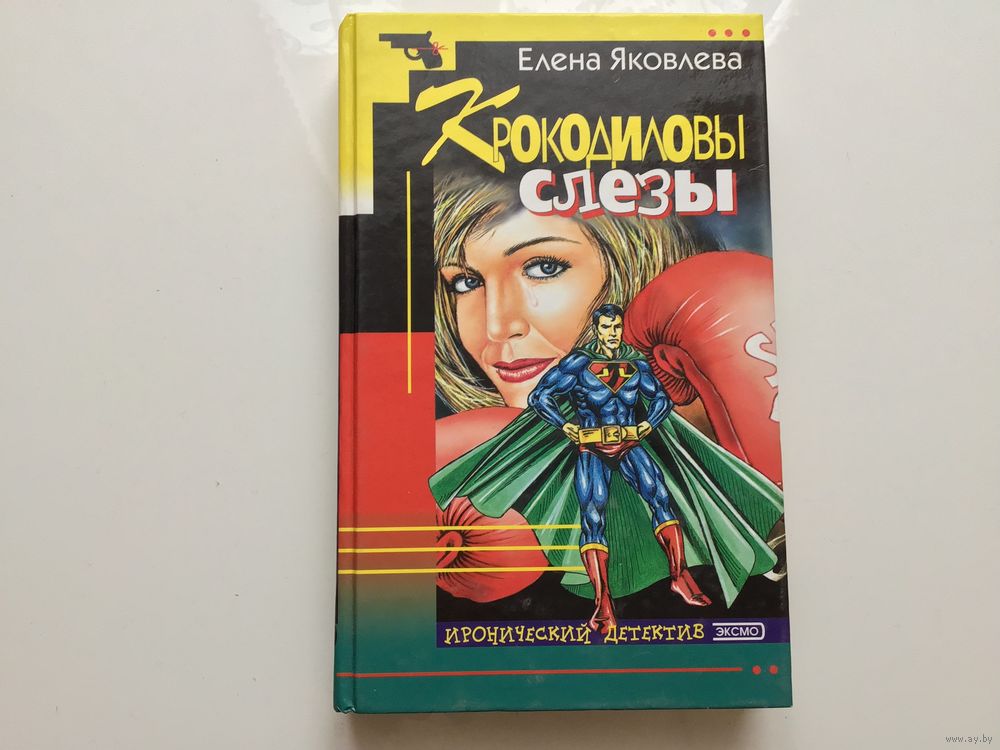 Елена Яковлева
Крокодиловы
слезы
ИРОНИЧЕСКИЙ ДЕТЕКТИВ ЭКСМО
www.ay.by